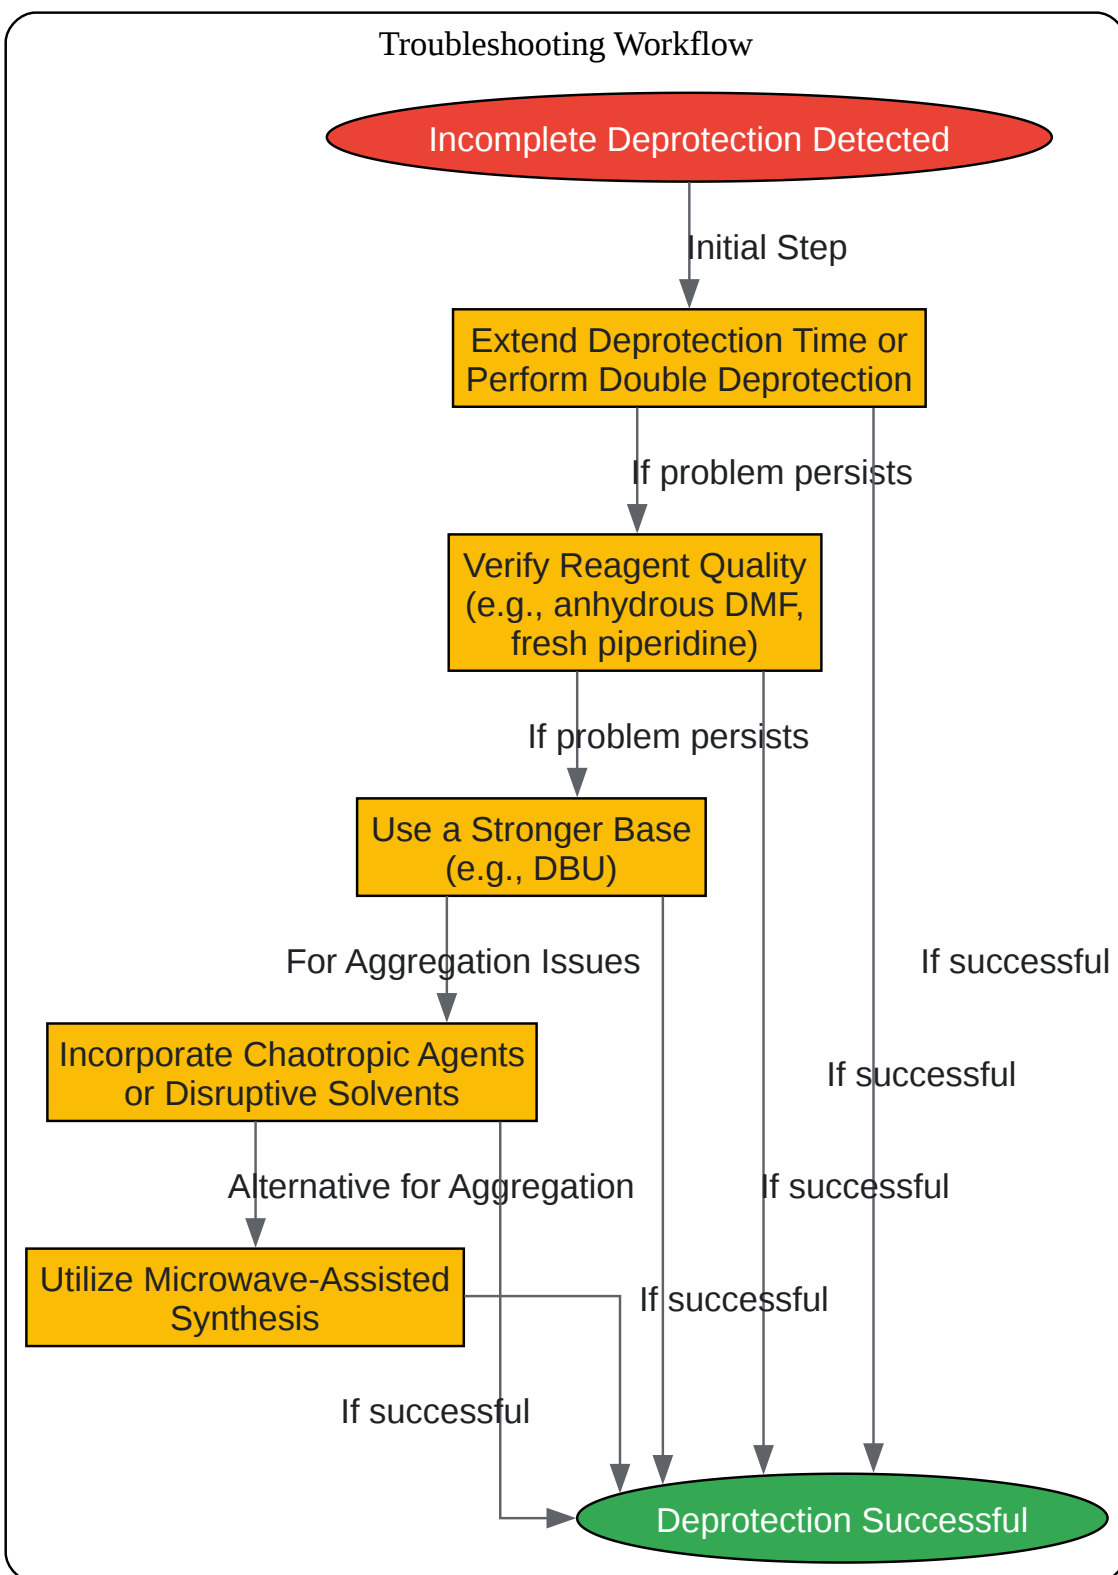 Troubleshooting Workflow
Incomplete Deprotection Detected
Initial Step
Extend Deprotection Time or
Perform Double Deprotection
If problem persists
Verify Reagent Quality
(e.g., anhydrous DMF,
fresh piperidine)
If problem persists
Use a Stronger Base
(e.g., DBU)
For Aggregation Issues
If successful
Incorporate Chaotropic Agents
or Disruptive Solvents
If successful
Alternative for Aggregation
If successful
Utilize Microwave-Assisted
Synthesis
If successful
If successful
Deprotection Successful